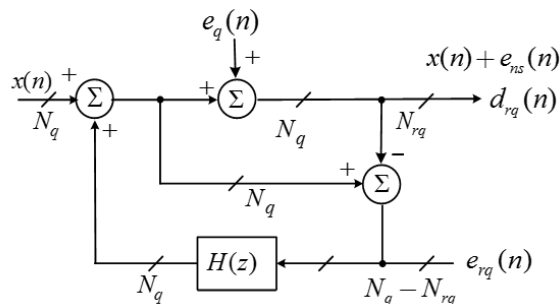 e_q(n)
+
x(n) + e_ns(n)
x(n)
+
Σ
+
Σ
d_rq(n)
N_q
+
N_q
N_rq
−
+
Σ
N_q
H(z)
e_rq(n)
N_q
N_q − N_rq